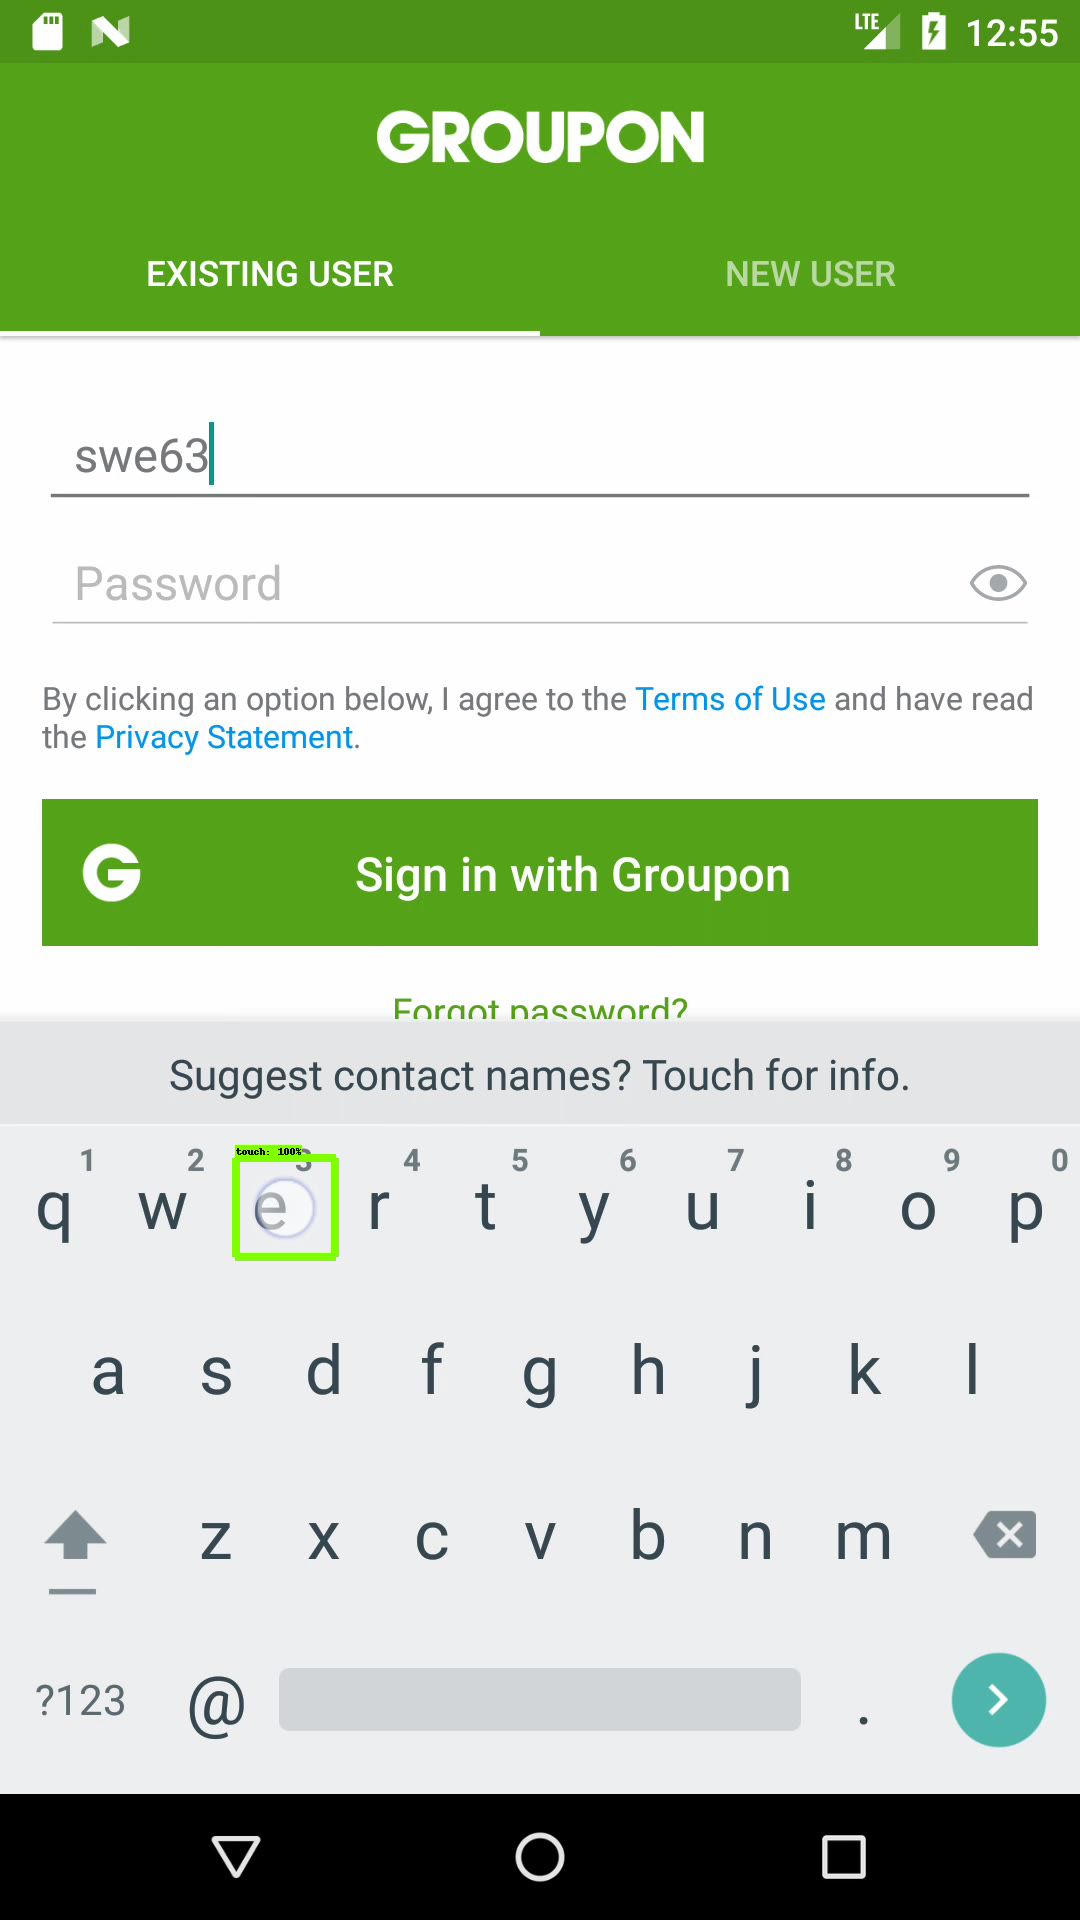 LTE 12:55
GROUPON
EXISTING USER NEW USER
swe63
Password
By clicking an option below, I agree to the Terms of Use and have read
the Privacy Statement.
G Sign in with Groupon
Forgot password?
Suggest contact names? Touch for info.
touch: 100%
1 2 3 4 5 6 7 8 9 0
q w e r t y u i o p
a s d f g h j k l
z x c v b n m
?123 @ .